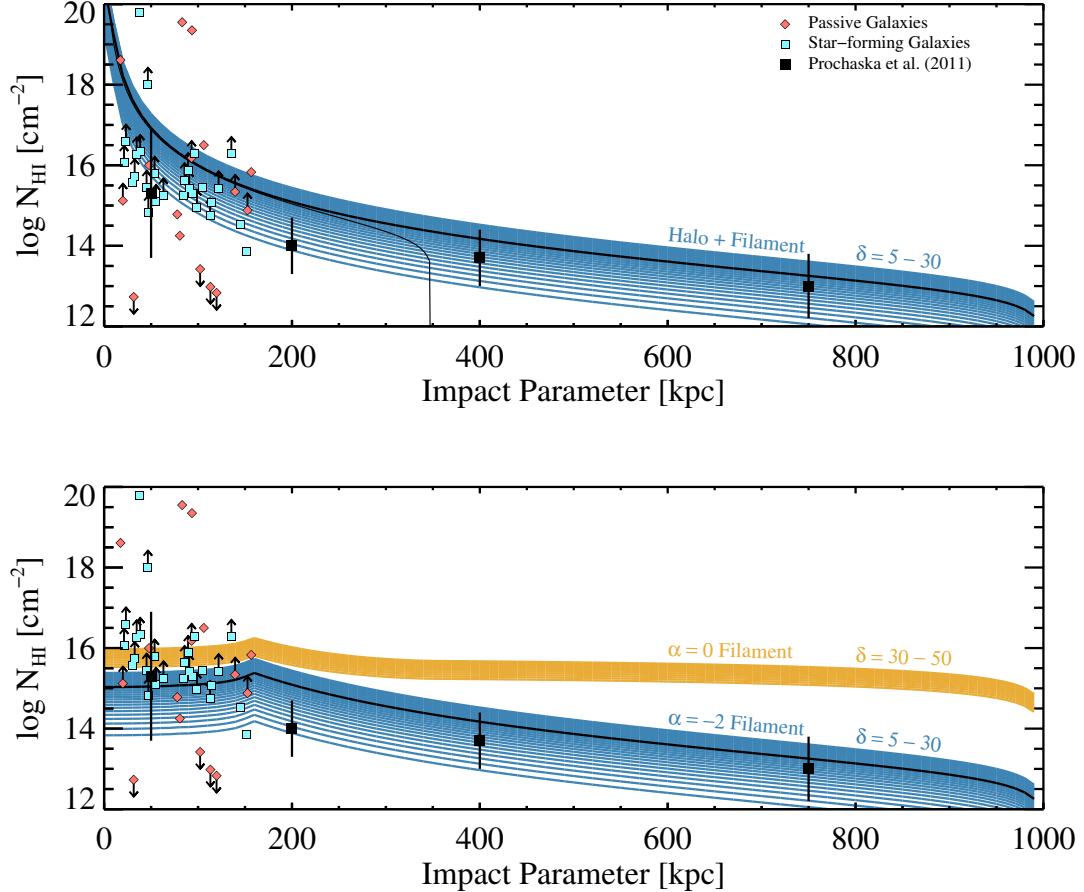 20
18
16
14
12
log N_HI [cm⁻²]
Passive Galaxies
Star−forming Galaxies
Prochaska et al. (2011)
Halo + Filament
δ = 5 − 30
0 200 400 600 800 1000
Impact Parameter [kpc]
20
18
16
14
12
log N_HI [cm⁻²]
α = 0 Filament δ = 30 − 50
α = −2 Filament
δ = 5 − 30
0 200 400 600 800 1000
Impact Parameter [kpc]